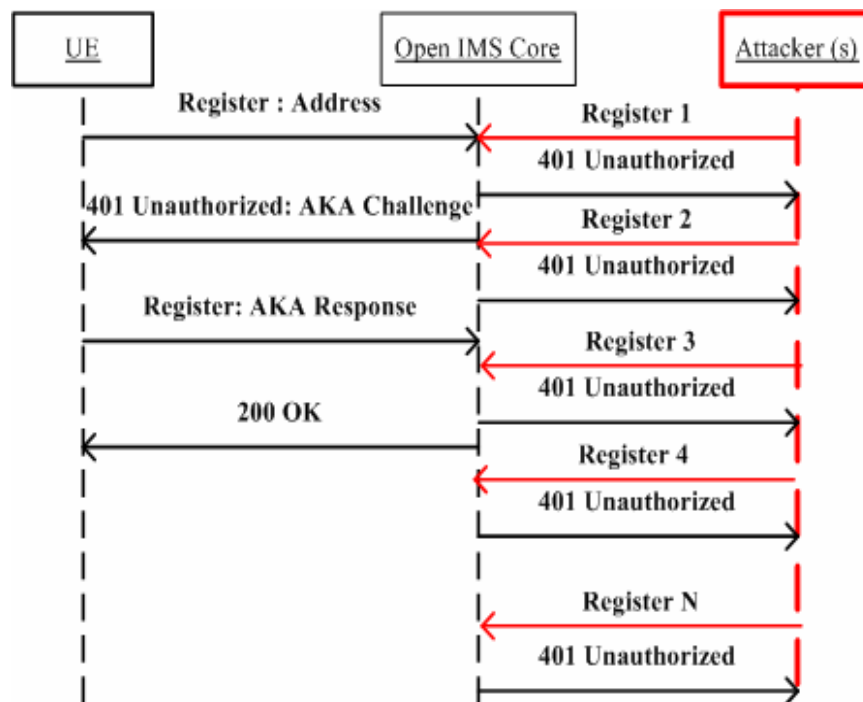 UE
Open IMS Core
Attacker (s)
Register : Address
Register 1
401 Unauthorized
401 Unauthorized: AKA Challenge
Register 2
401 Unauthorized
Register: AKA Response
Register 3
401 Unauthorized
200 OK
Register 4
401 Unauthorized
Register N
401 Unauthorized